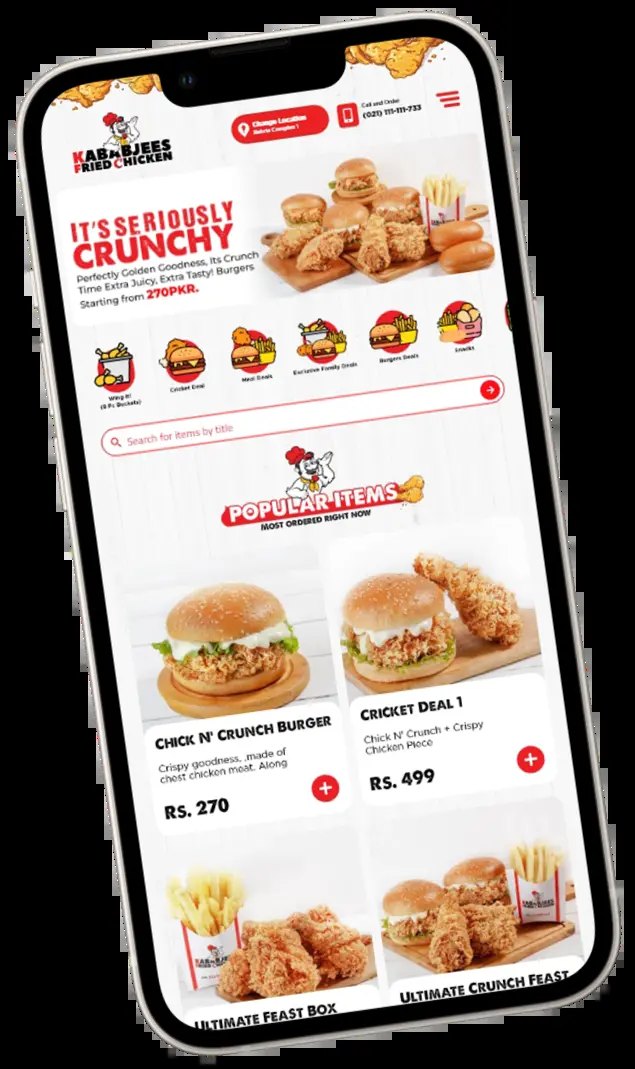 KABABJEES
FRIED CHICKEN
Change Location
Call and Order
(021) 111-111-733
IT'S SERIOUSLY
CRUNCHY
Perfectly Golden Goodness, Its Crunch
Time Extra Juicy, Extra Tasty! Burgers
Starting from 270PKR.
Wing It!
(8 Pc Buckets)
Cricket Deal
Meal Deals
Exclusive Family Deals
Burgers Deals
Snacks
Search for items by title
POPULAR ITEMS
MOST ORDERED RIGHT NOW
CHICK N' CRUNCH BURGER
Crispy goodness, ,made of
chest chicken meat. Along
RS. 270
CRICKET DEAL 1
Chick N' Crunch + Crispy
Chicken Piece
RS. 499
KABABJEES
FRIED CHICKEN
ULTIMATE FEAST BOX
ULTIMATE CRUNCH FEAST